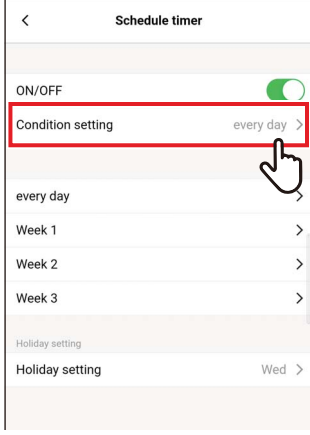 Schedule timer
ON/OFF
Condition setting every day
every day
Week 1
Week 2
Week 3
Holiday setting
Holiday setting Wed